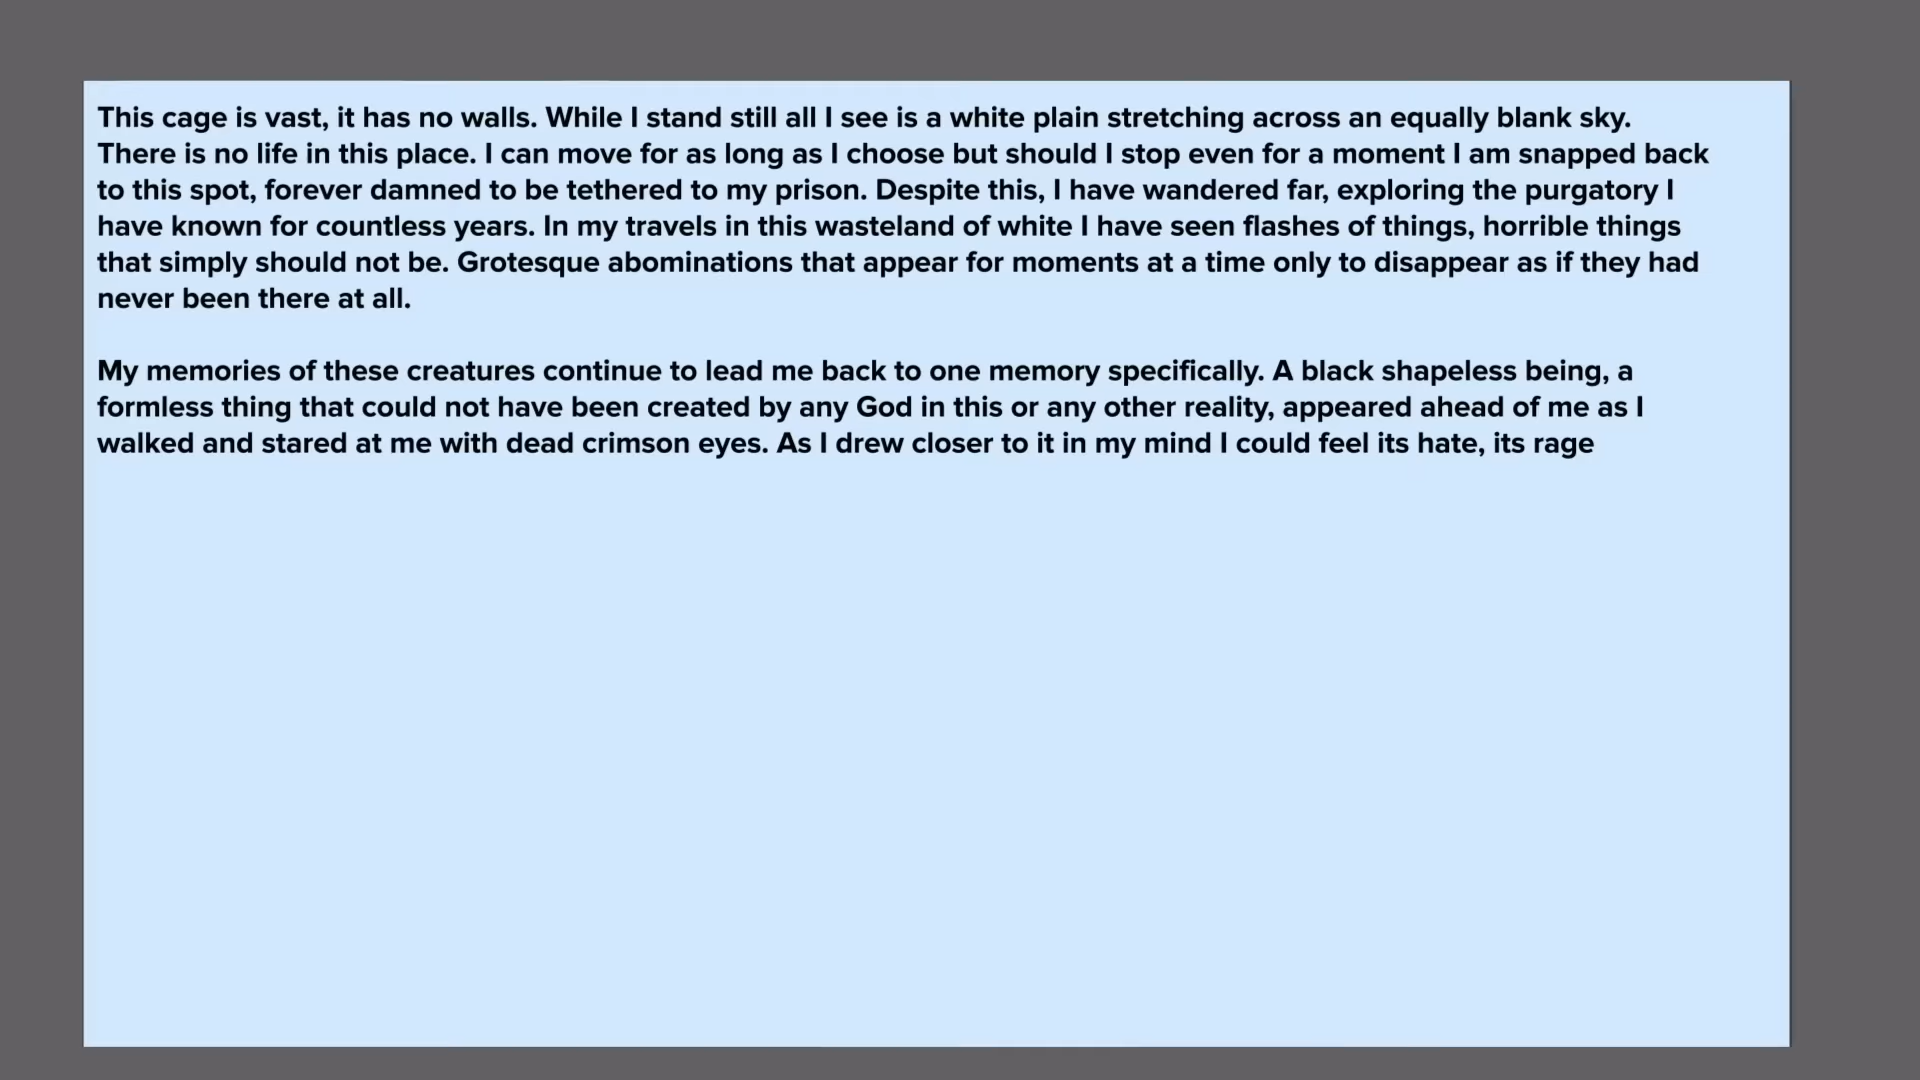 This cage is vast, it has no walls. While I stand still all I see is a white plain stretching across an equally blank sky.
There is no life in this place. I can move for as long as I choose but should I stop even for a moment I am snapped back
to this spot, forever damned to be tethered to my prison. Despite this, I have wandered far, exploring the purgatory I
have known for countless years. In my travels in this wasteland of white I have seen flashes of things, horrible things
that simply should not be. Grotesque abominations that appear for moments at a time only to disappear as if they had
never been there at all.
My memories of these creatures continue to lead me back to one memory specifically. A black shapeless being, a
formless thing that could not have been created by any God in this or any other reality, appeared ahead of me as I
walked and stared at me with dead crimson eyes. As I drew closer to it in my mind I could feel its hate, its rage